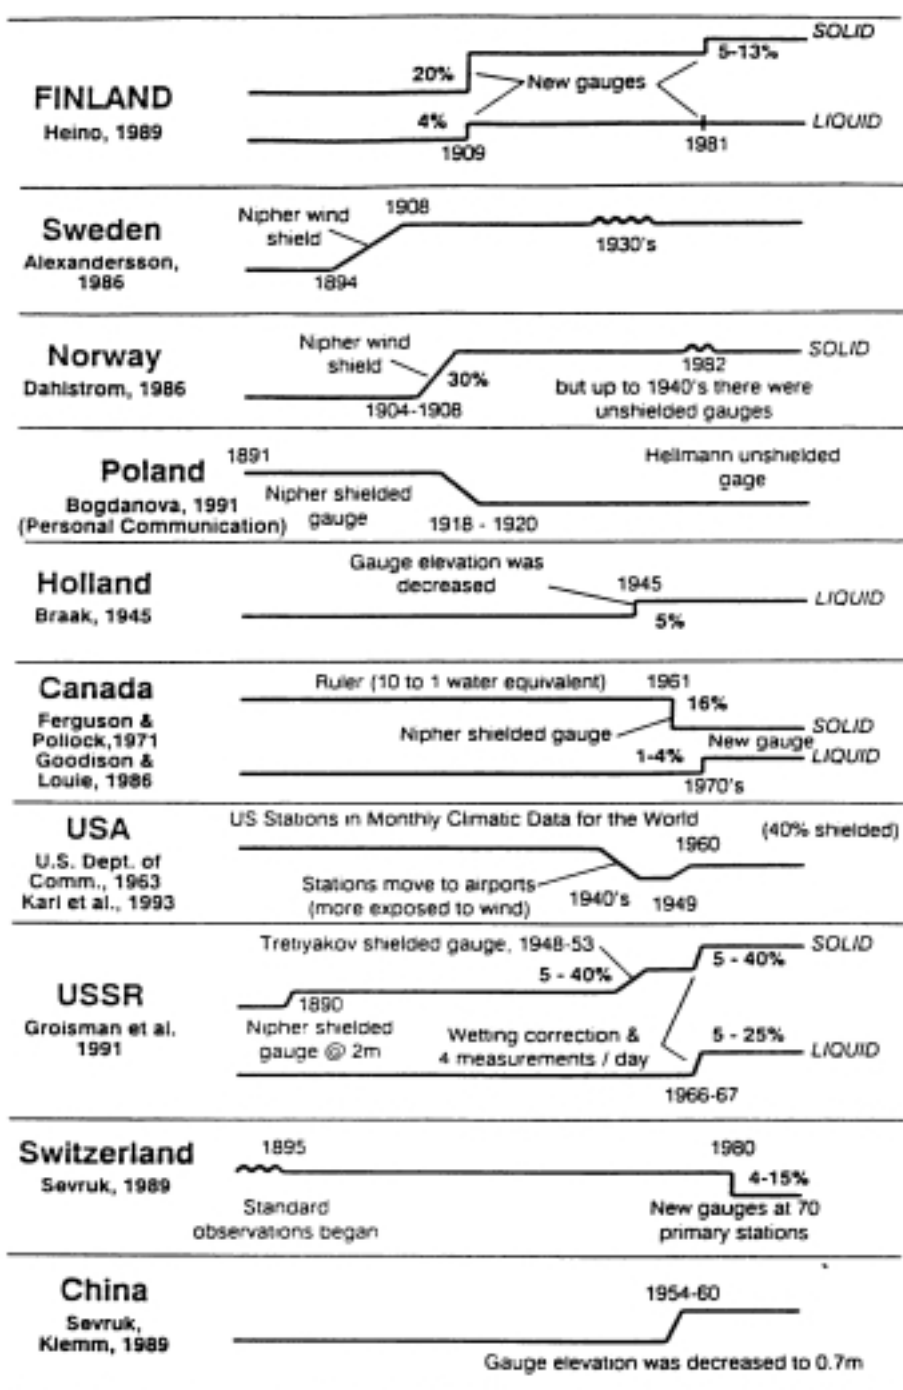 SOLID
5-13%
20%
New gauges
FINLAND
Heino, 1989
4%
LIQUID
1909
1981
Nipher wind
shield
1908
Sweden
Alexandersson,
1986
1930's
1894
Norway
Dahlstrom, 1986
Nipher wind
shield
30%
1904-1908
SOLID
1982
but up to 1940's there were
unshielded gauges
1891
Poland
Bogdanova, 1991
(Personal Communication)
Nipher shielded
gauge
1918 - 1920
Hellmann unshielded
gage
Holland
Braak, 1945
Gauge elevation was
decreased
1945
LIQUID
5%
Canada
Ferguson &
Pollock,1971
Goodison &
Louie, 1986
Ruler (10 to 1 water equivalent)
1961
16%
Nipher shielded gauge
SOLID
New gauge
1-4%
LIQUID
1970's
USA
U.S. Dept. of
Comm., 1963
Karl et al., 1993
US Stations in Monthly Climatic Data for the World
(40% shielded)
1960
Stations move to airports
(more exposed to wind)
1940's
1949
USSR
Groisman et al.
1991
Tretiyakov shielded gauge, 1948-53
SOLID
5 - 40%
5 - 40%
1890
Nipher shielded
gauge @ 2m
Wetting correction &
4 measurements / day
5 - 25%
LIQUID
1966-67
Switzerland
Sevruk, 1989
1895
1980
4-15%
Standard
observations began
New gauges at 70
primary stations
China
Sevruk,
Klemm, 1989
1954-60
Gauge elevation was decreased to 0.7m